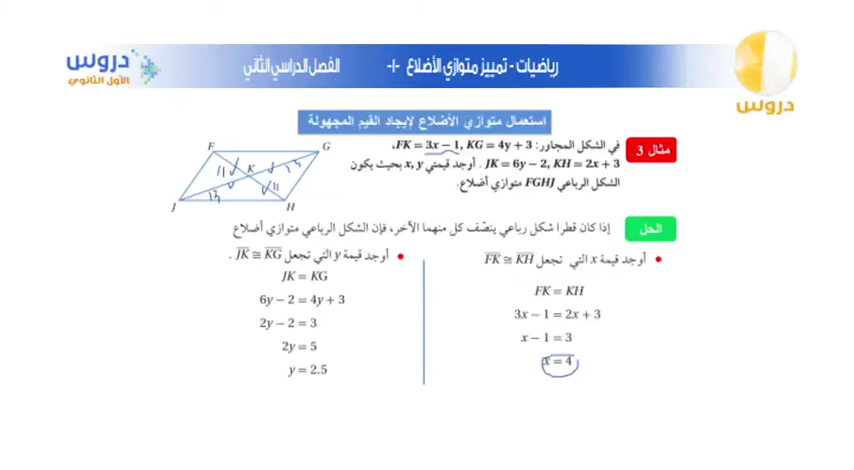 دروس
الأول الثانوي
رياضيات - تمييز متوازي الأضلاع -١- الفصل الدراسي الثاني
دروس
استعمال متوازي الأضلاع لإيجاد القيم المجهولة
مثال 3
في الشكل المجاور: FK = 3x − 1, KG = 4y + 3,
JK = 6y − 2, KH = 2x + 3 . أوجد قيمتي x, y بحيث يكون
الشكل الرباعي FGHJ متوازي أضلاع.
F
G
K
J
H
11
11
13
الحل
إذا كان قطرا شكل رباعي ينصّف كل منهما الآخر، فإن الشكل الرباعي متوازي أضلاع
• أوجد قيمة x التي تجعل FK ≅ KH
FK = KH
3x − 1 = 2x + 3
x − 1 = 3
x = 4
• أوجد قيمة y التي تجعل JK ≅ KG .
JK = KG
6y − 2 = 4y + 3
2y − 2 = 3
2y = 5
y = 2.5